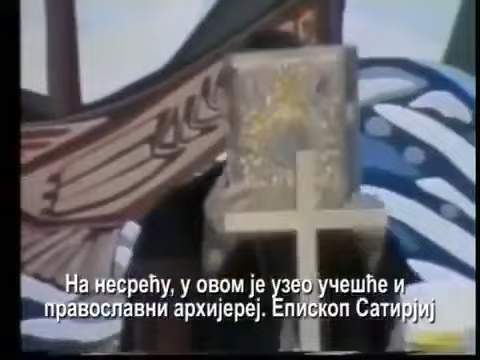 На несрећу, у овом је узео учешће и
православни архијереј. Епископ Сатирјиј